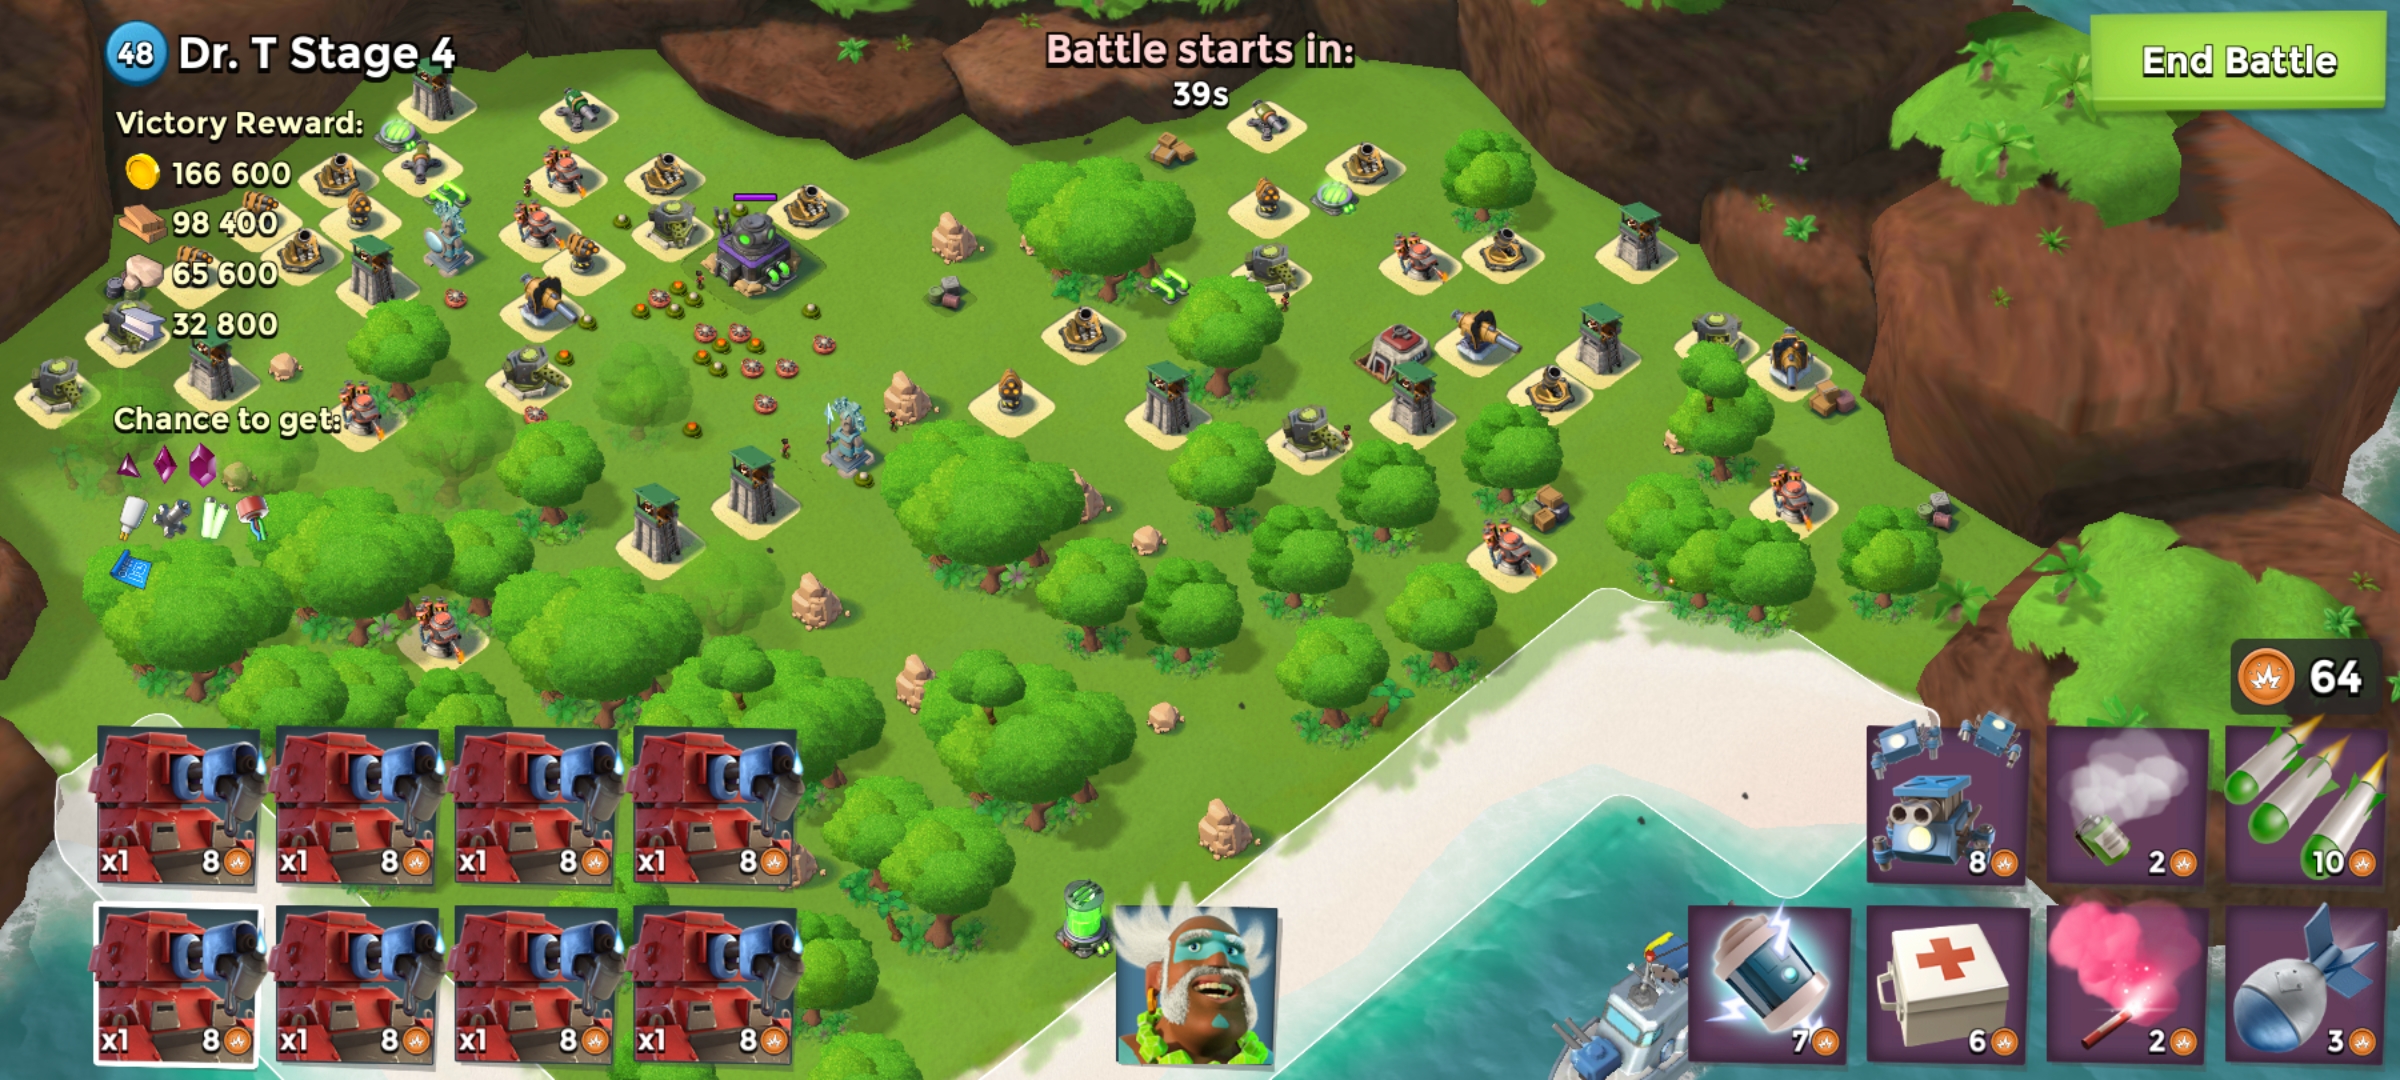 48 Dr. T Stage 4
Victory Reward:
166 600
98 400
65 600
32 800
Chance to get:
Battle starts in:
39s
End Battle
64
x1 8
x1 8
x1 8
x1 8
8
2
10
x1 8
x1 8
x1 8
x1 8
7
6
2
3